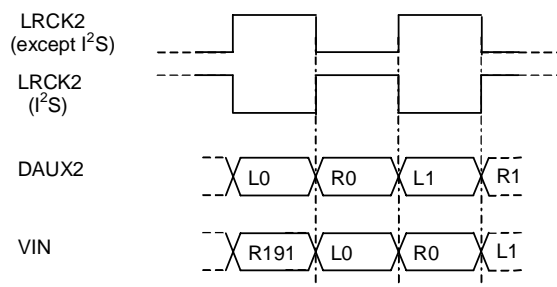 LRCK2
(except I²S)
LRCK2
(I²S)
DAUX2
L0 R0 L1 R1
VIN
R191 L0 R0 L1